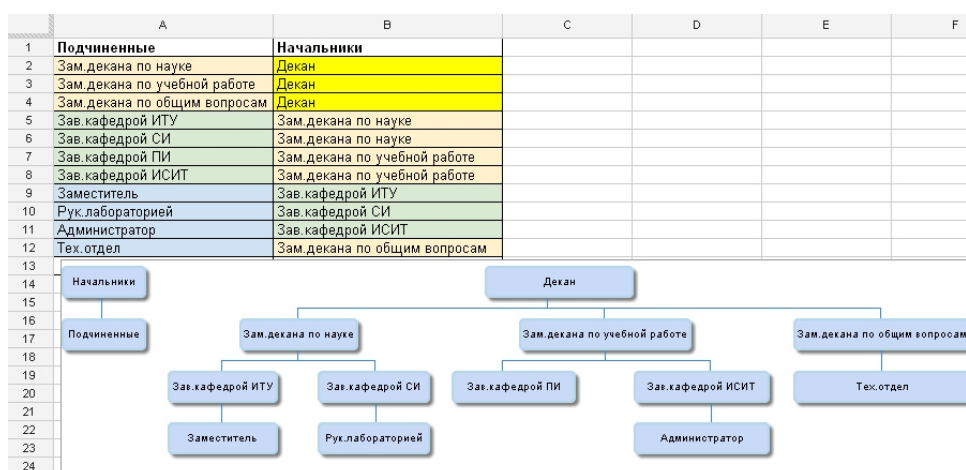 A B C D E F
1 Подчиненные Начальники
2 Зам.декана по науке Декан
3 Зам.декана по учебной работе Декан
4 Зам.декана по общим вопросам Декан
5 Зав.кафедрой ИТУ Зам.декана по науке
6 Зав.кафедрой СИ Зам.декана по науке
7 Зав.кафедрой ПИ Зам.декана по учебной работе
8 Зав.кафедрой ИСИТ Зам.декана по учебной работе
9 Заместитель Зав.кафедрой ИТУ
10 Рук.лабораторией Зав.кафедрой СИ
11 Администратор Зав.кафедрой ИСИТ
12 Тех.отдел Зам.декана по общим вопросам
13
14 Начальники Декан
15
16
17 Подчиненные Зам.декана по науке Зам.декана по учебной работе Зам.декана по общим вопросам
18
19
20 Зав.кафедрой ИТУ Зав.кафедрой СИ Зав.кафедрой ПИ Зав.кафедрой ИСИТ Тех.отдел
21
22
23 Заместитель Рук.лабораторией Администратор
24